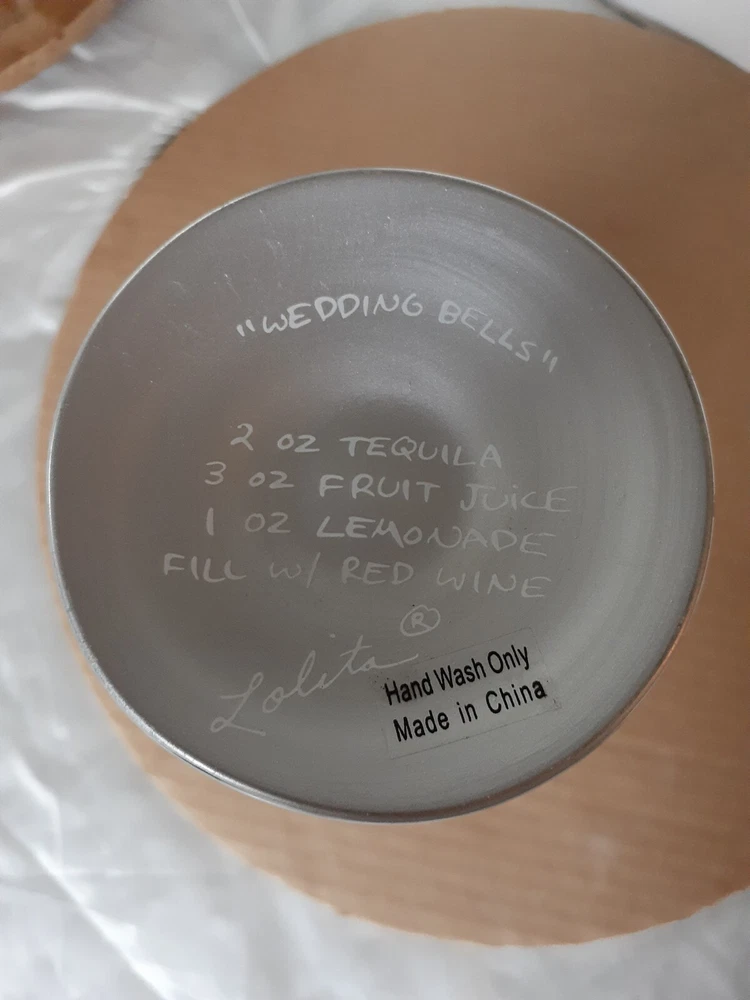 "WEDDING BELLS"
2 OZ TEQUILA
3 OZ FRUIT JUICE
1 OZ LEMONADE
FILL W/ RED WINE
Lolita ®
Hand Wash Only
Made in China